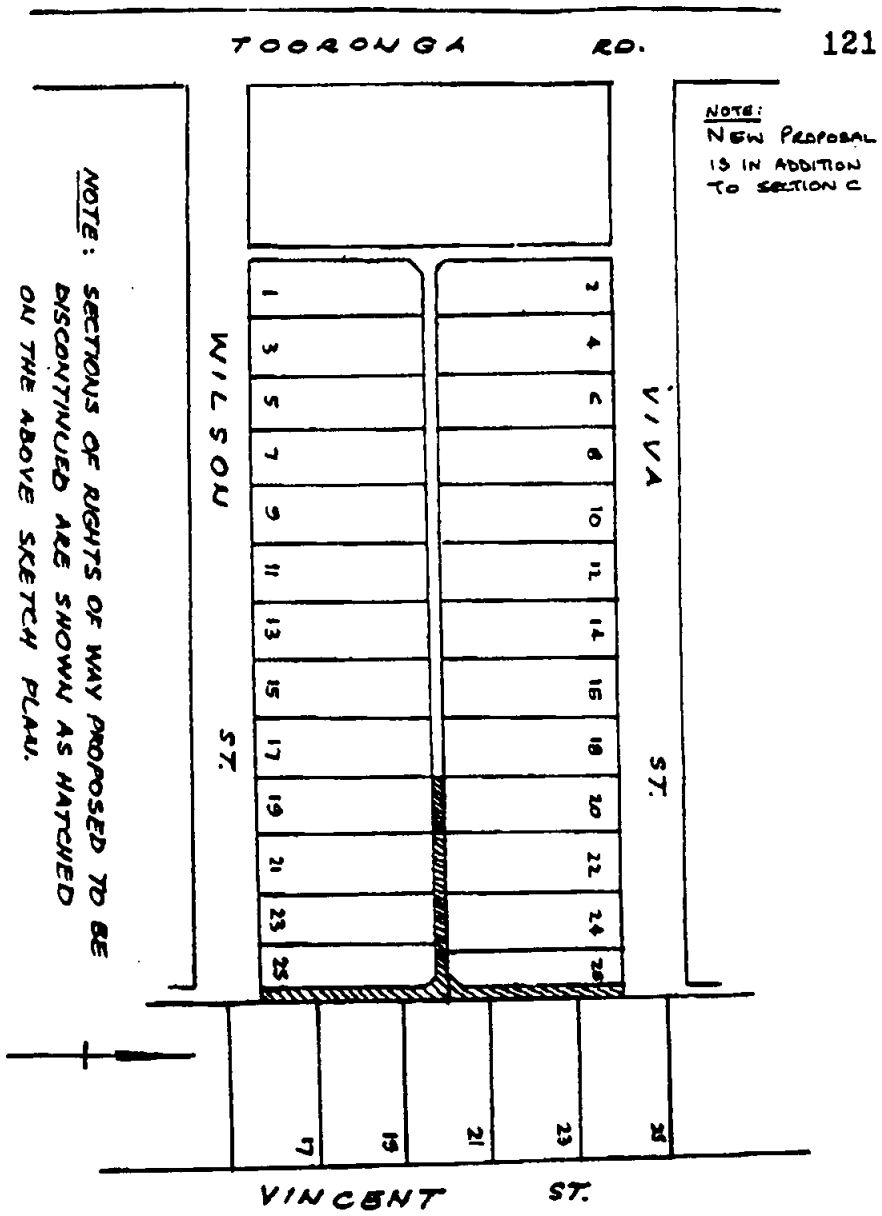 TOORONGA RD.
121
NOTE:
NEW PROPOSAL
IS IN ADDITION
TO SECTION C
NOTE: SECTIONS OF RIGHTS OF WAY PROPOSED TO BE
DISCONTINUED ARE SHOWN AS HATCHED
ON THE ABOVE SKETCH PLAN.
WILSON ST.
1
3
5
7
9
11
13
15
17
19
21
23
25
2
4
6
8
10
12
14
16
18
20
22
24
26
VIVA ST.
17
19
21
23
25
VINCENT ST.